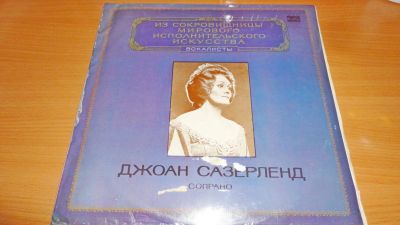 ИЗ СОКРОВИЩНИЦЫ
МИРОВОГО
ИСПОЛНИТЕЛЬСКОГО
ИСКУССТВА
ВОКАЛИСТЫ
ДЖОАН САЗЕРЛЕНД
СОПРАНО